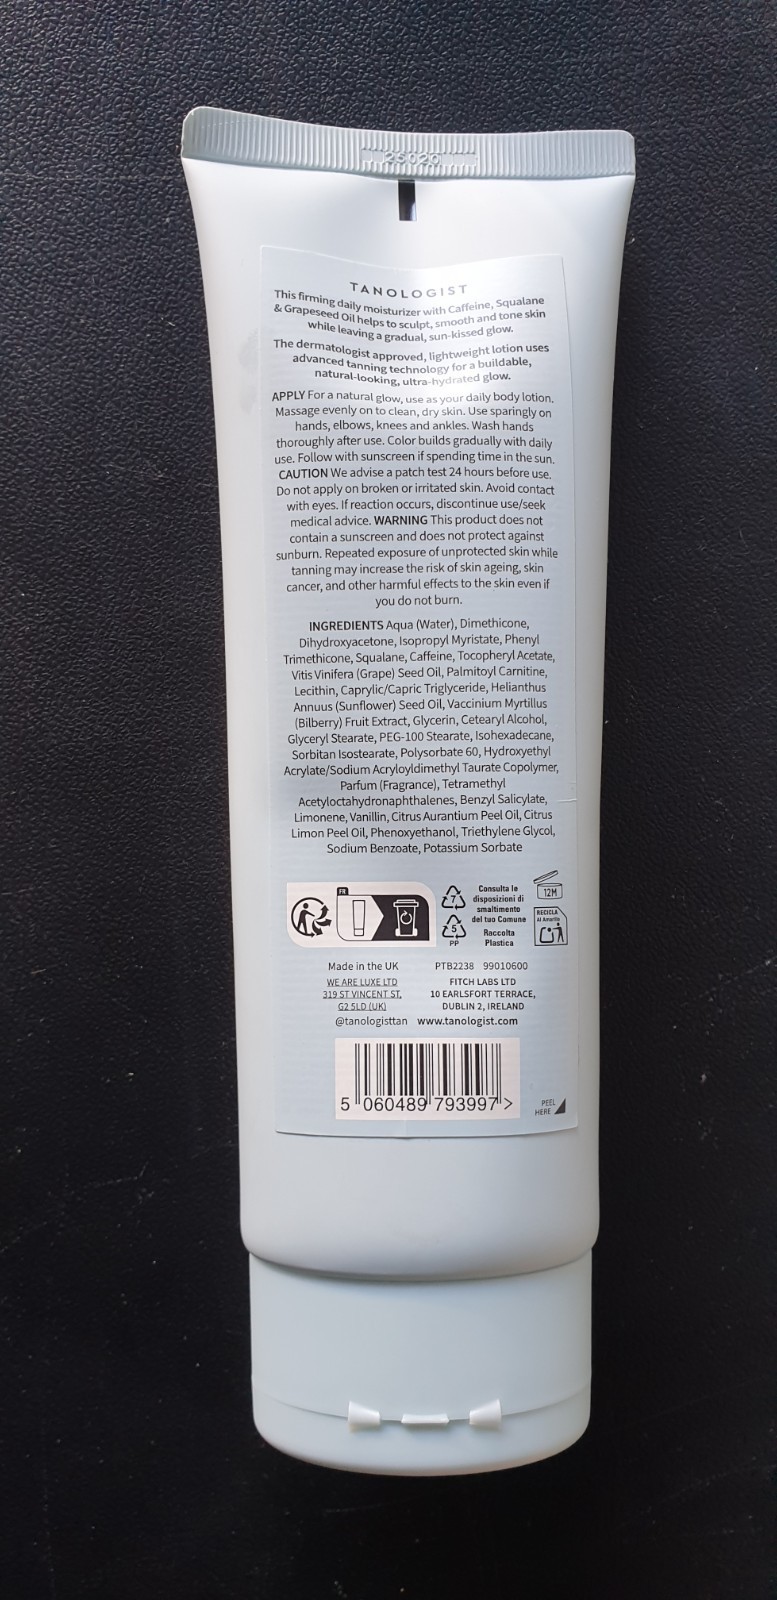 25020
TANOLOGIST
This firming daily moisturizer with Caffeine, Squalane
& Grapeseed Oil helps to sculpt, smooth and tone skin
while leaving a gradual, sun-kissed glow.
The dermatologist approved, lightweight lotion uses
advanced tanning technology for a buildable,
natural-looking, ultra-hydrated glow.
APPLY For a natural glow, use as your daily body lotion.
Massage evenly on to clean, dry skin. Use sparingly on
hands, elbows, knees and ankles. Wash hands
thoroughly after use. Color builds gradually with daily
use. Follow with sunscreen if spending time in the sun.
CAUTION We advise a patch test 24 hours before use.
Do not apply on broken or irritated skin. Avoid contact
with eyes. If reaction occurs, discontinue use/seek
medical advice. WARNING This product does not
contain a sunscreen and does not protect against
sunburn. Repeated exposure of unprotected skin while
tanning may increase the risk of skin ageing, skin
cancer, and other harmful effects to the skin even if
you do not burn.
INGREDIENTS Aqua (Water), Dimethicone,
Dihydroxyacetone, Isopropyl Myristate, Phenyl
Trimethicone, Squalane, Caffeine, Tocopheryl Acetate,
Vitis Vinifera (Grape) Seed Oil, Palmitoyl Carnitine,
Lecithin, Caprylic/Capric Triglyceride, Helianthus
Annuus (Sunflower) Seed Oil, Vaccinium Myrtillus
(Bilberry) Fruit Extract, Glycerin, Cetearyl Alcohol,
Glyceryl Stearate, PEG-100 Stearate, Isohexadecane,
Sorbitan Isostearate, Polysorbate 60, Hydroxyethyl
Acrylate/Sodium Acryloyldimethyl Taurate Copolymer,
Parfum (Fragrance), Tetramethyl
Acetyloctahydronaphthalenes, Benzyl Salicylate,
Limonene, Vanillin, Citrus Aurantium Peel Oil, Citrus
Limon Peel Oil, Phenoxyethanol, Triethylene Glycol,
Sodium Benzoate, Potassium Sorbate
FR
7
5
PP
Consulta le
disposizioni di
smaltimento
del tuo Comune
Raccolta
Plastica
12M
RECICLA
Al Amarillo
Made in the UK PTB2238 99010600
WE ARE LUXE LTD
319 ST VINCENT ST,
G2 5LD (UK)
FITCH LABS LTD
10 EARLSFORT TERRACE,
DUBLIN 2, IRELAND
@tanologisttan www.tanologist.com
5 060489 793997 >
PEEL
HERE